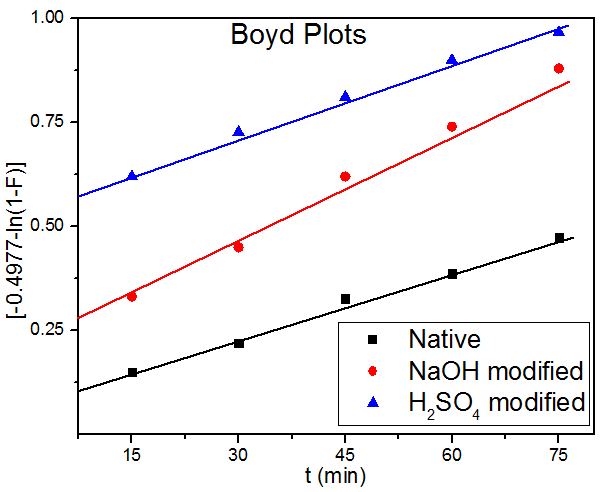 Boyd Plots
[-0.4977-ln(1-F)]
1.00
0.75
0.50
0.25
Native
NaOH modified
H₂SO₄ modified
15 30 45 60 75
t (min)